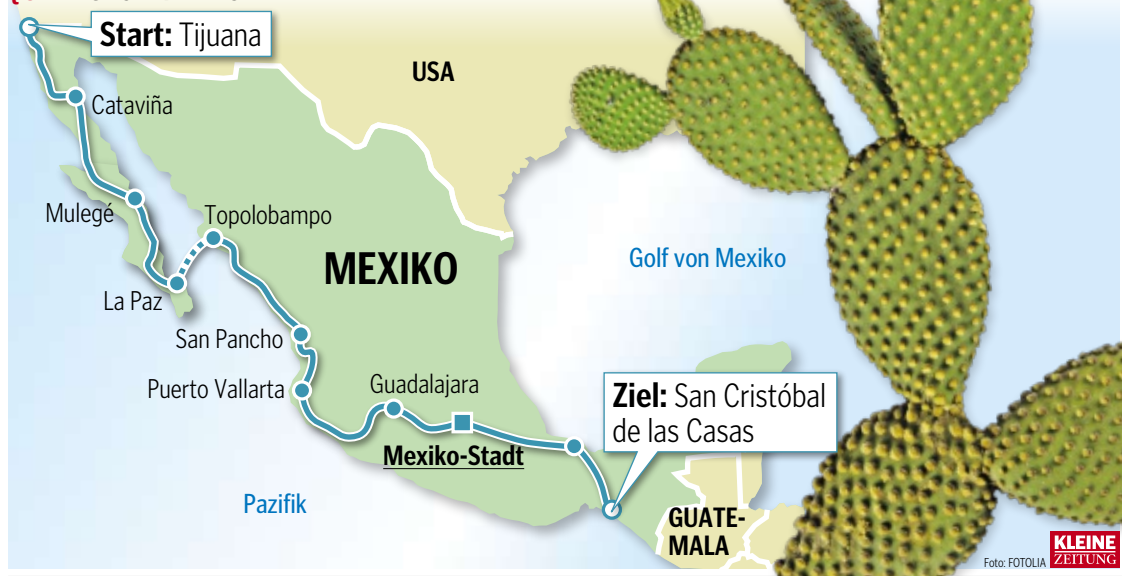 Start: Tijuana
USA
Cataviña
Mulegé
Topolobampo
MEXIKO
Golf von Mexiko
La Paz
San Pancho
Puerto Vallarta
Guadalajara
Ziel: San Cristóbal
de las Casas
Mexiko-Stadt
Pazifik
GUATE-
MALA
Foto: FOTOLIA
KLEINE
ZEITUNG